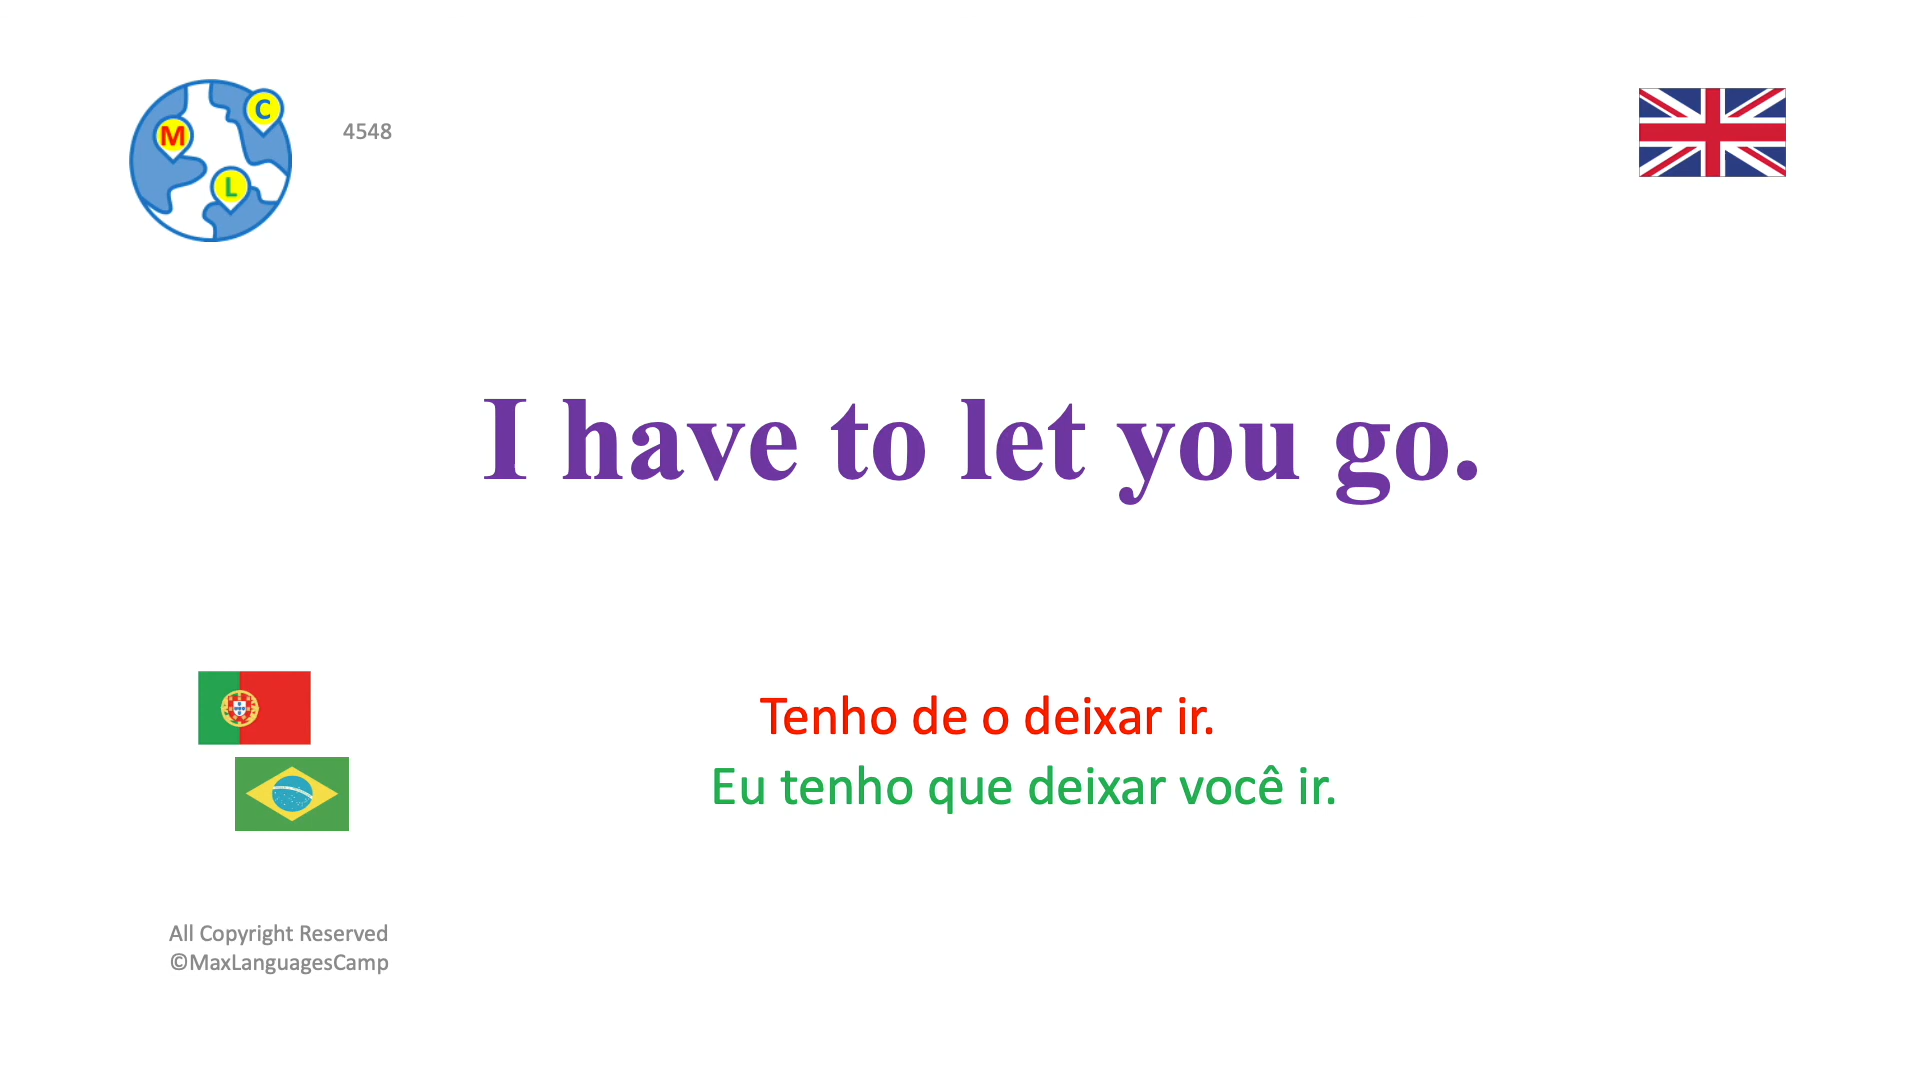 C
M
L
4548
I have to let you go.
Tenho de o deixar ir.
Eu tenho que deixar você ir.
All Copyright Reserved
©MaxLanguagesCamp